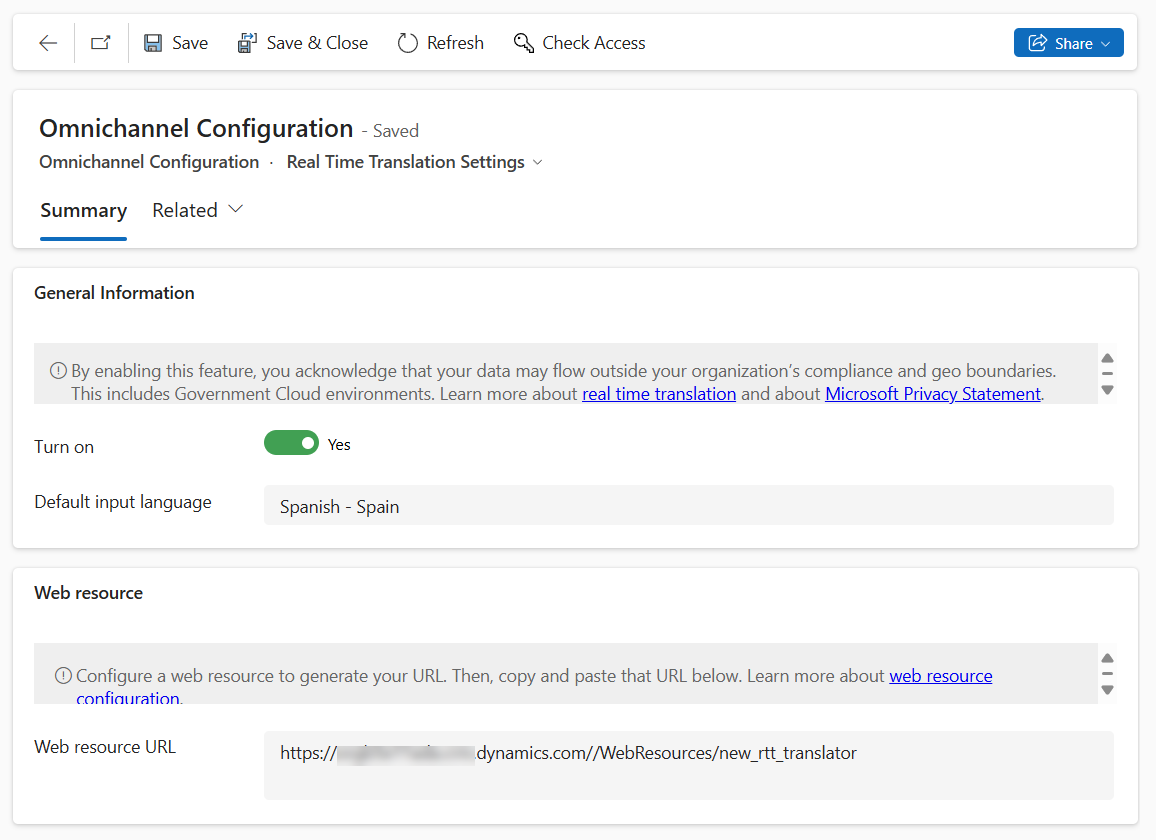 Save Save & Close Refresh Check Access Share
Omnichannel Configuration - Saved
Omnichannel Configuration · Real Time Translation Settings
Summary Related
General Information
By enabling this feature, you acknowledge that your data may flow outside your organization’s compliance and geo boundaries.
This includes Government Cloud environments. Learn more about real time translation and about Microsoft Privacy Statement.
Turn on Yes
Default input language Spanish - Spain
Web resource
Configure a web resource to generate your URL. Then, copy and paste that URL below. Learn more about web resource
configuration.
Web resource URL https:// .dynamics.com//WebResources/new_rtt_translator